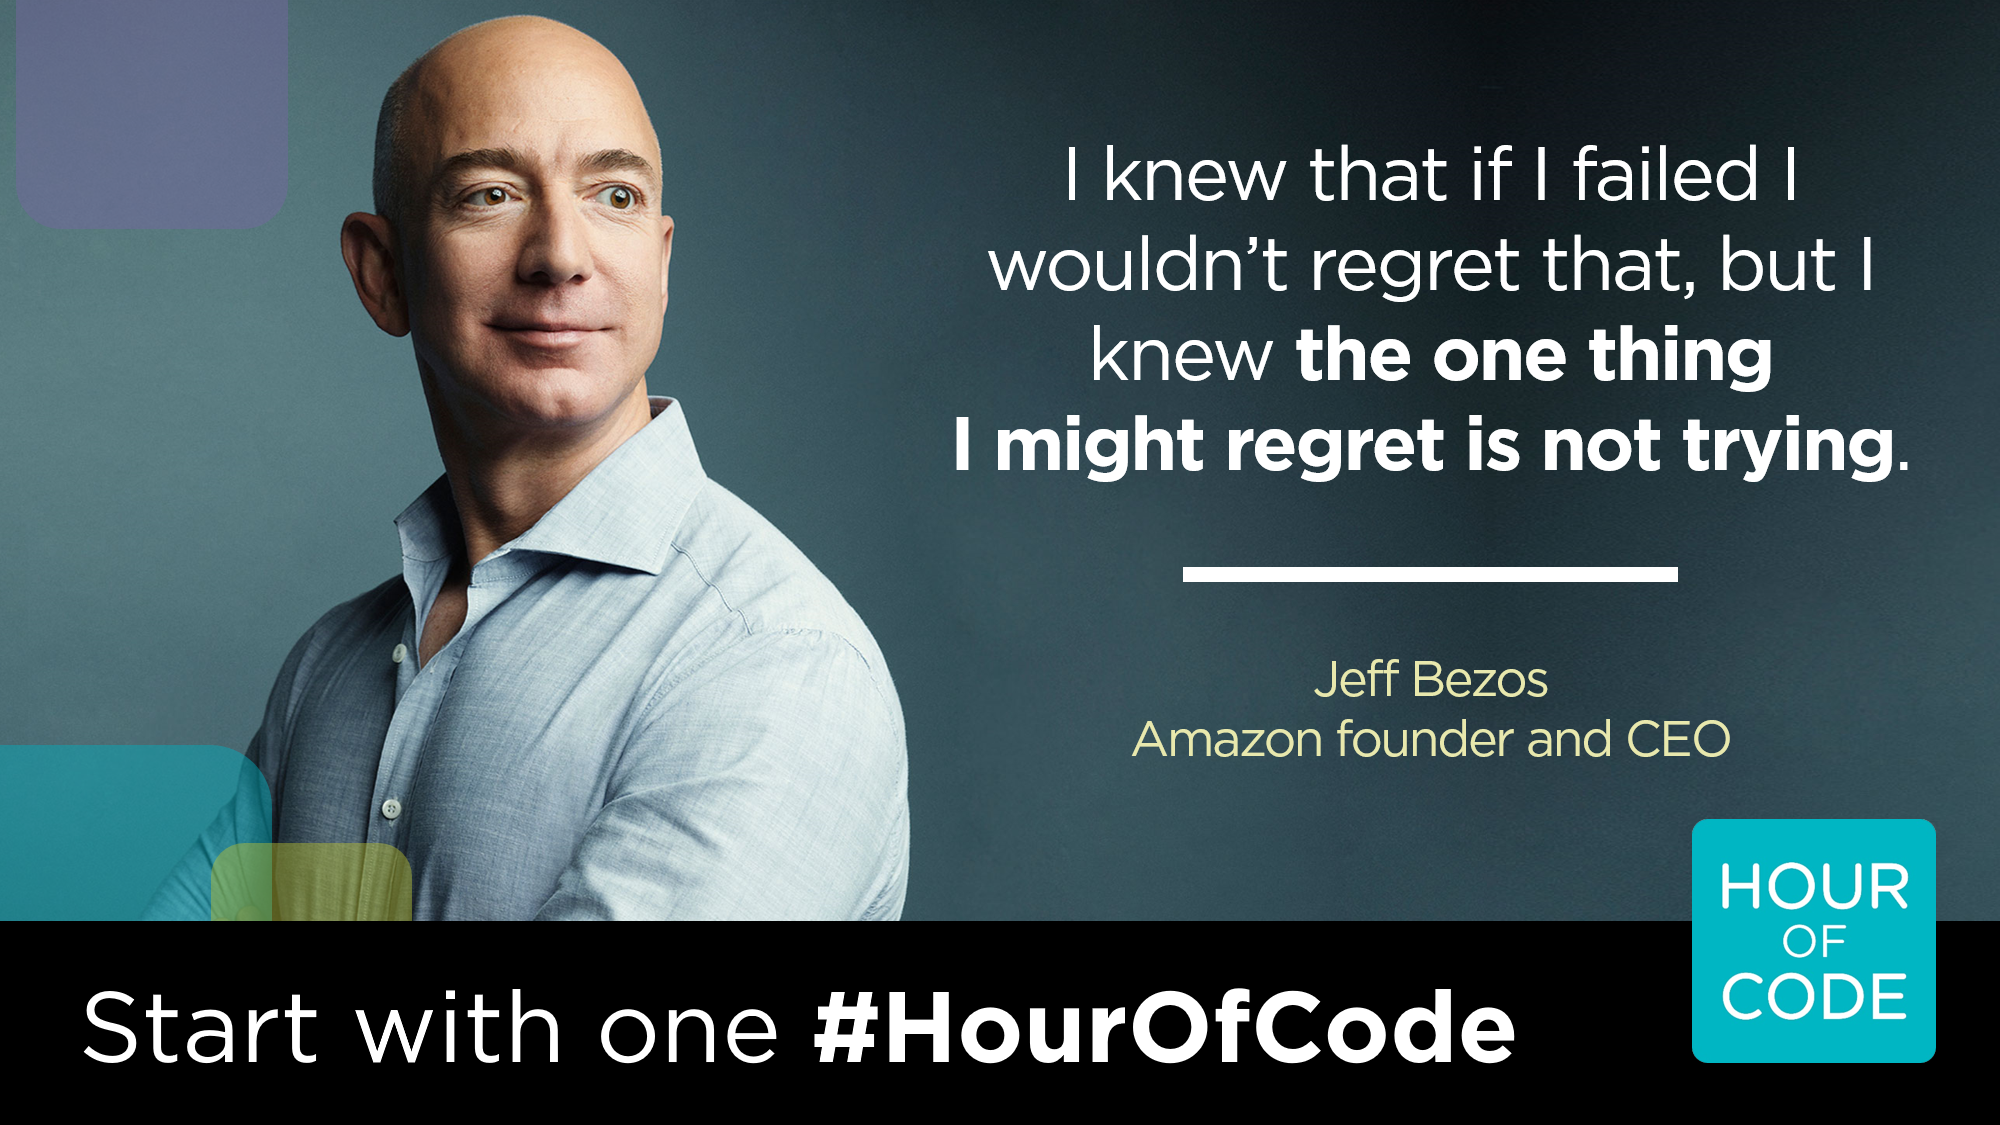 I knew that if I failed I
wouldn’t regret that, but I
knew the one thing
I might regret is not trying.
Jeff Bezos
Amazon founder and CEO
HOUR
OF
CODE
Start with one #HourOfCode